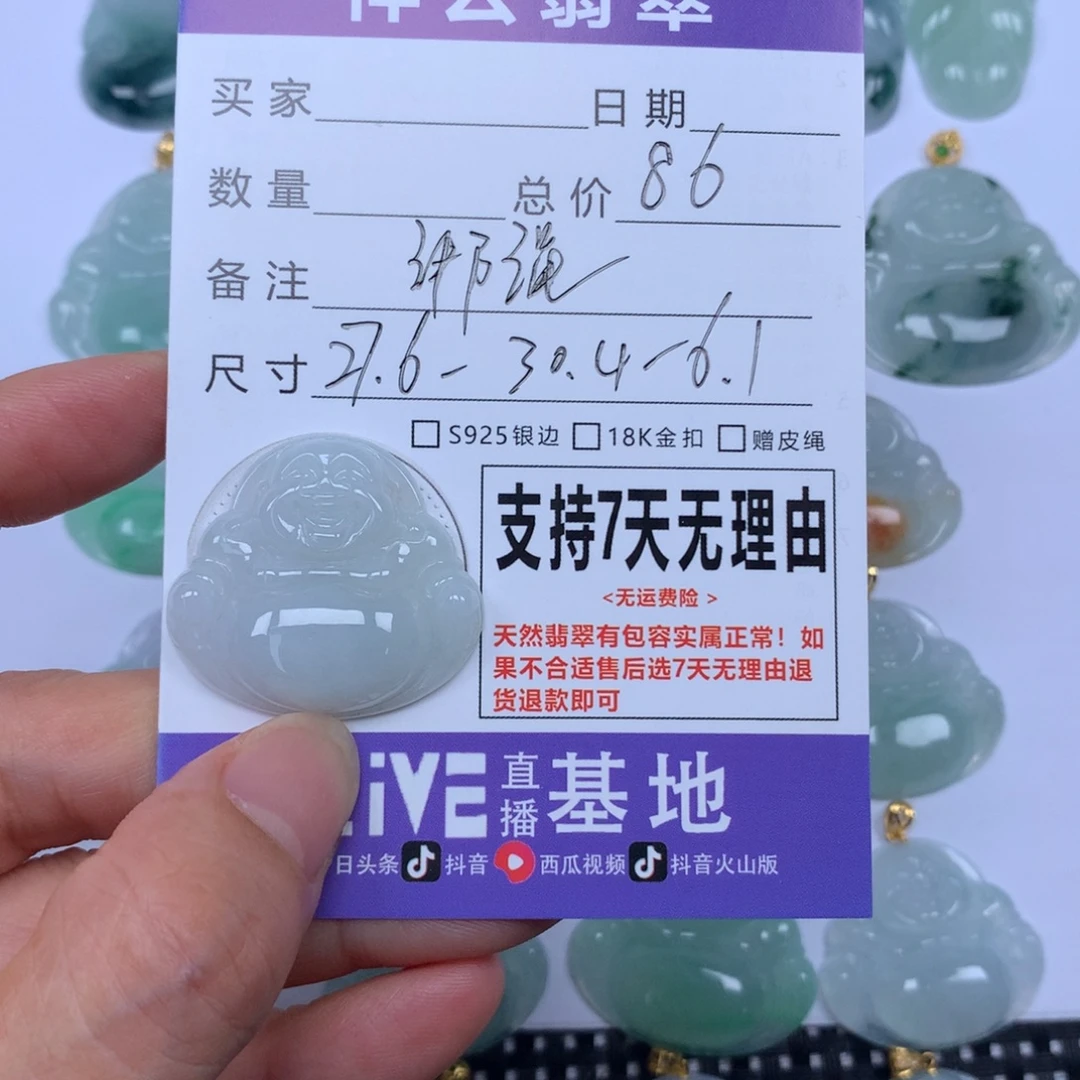 翡翠
买家 日期
数量 总价 86
备注
尺寸 27.6-30.4-6.1
S925银边 18K金扣 赠皮绳
支持7天无理由
<无运费险 >
天然翡翠有包容实属正常!如
果不合适售后选7天无理由退
货退款即可
LiVE 直播 基地
日头条 抖音 西瓜视频 抖音火山版